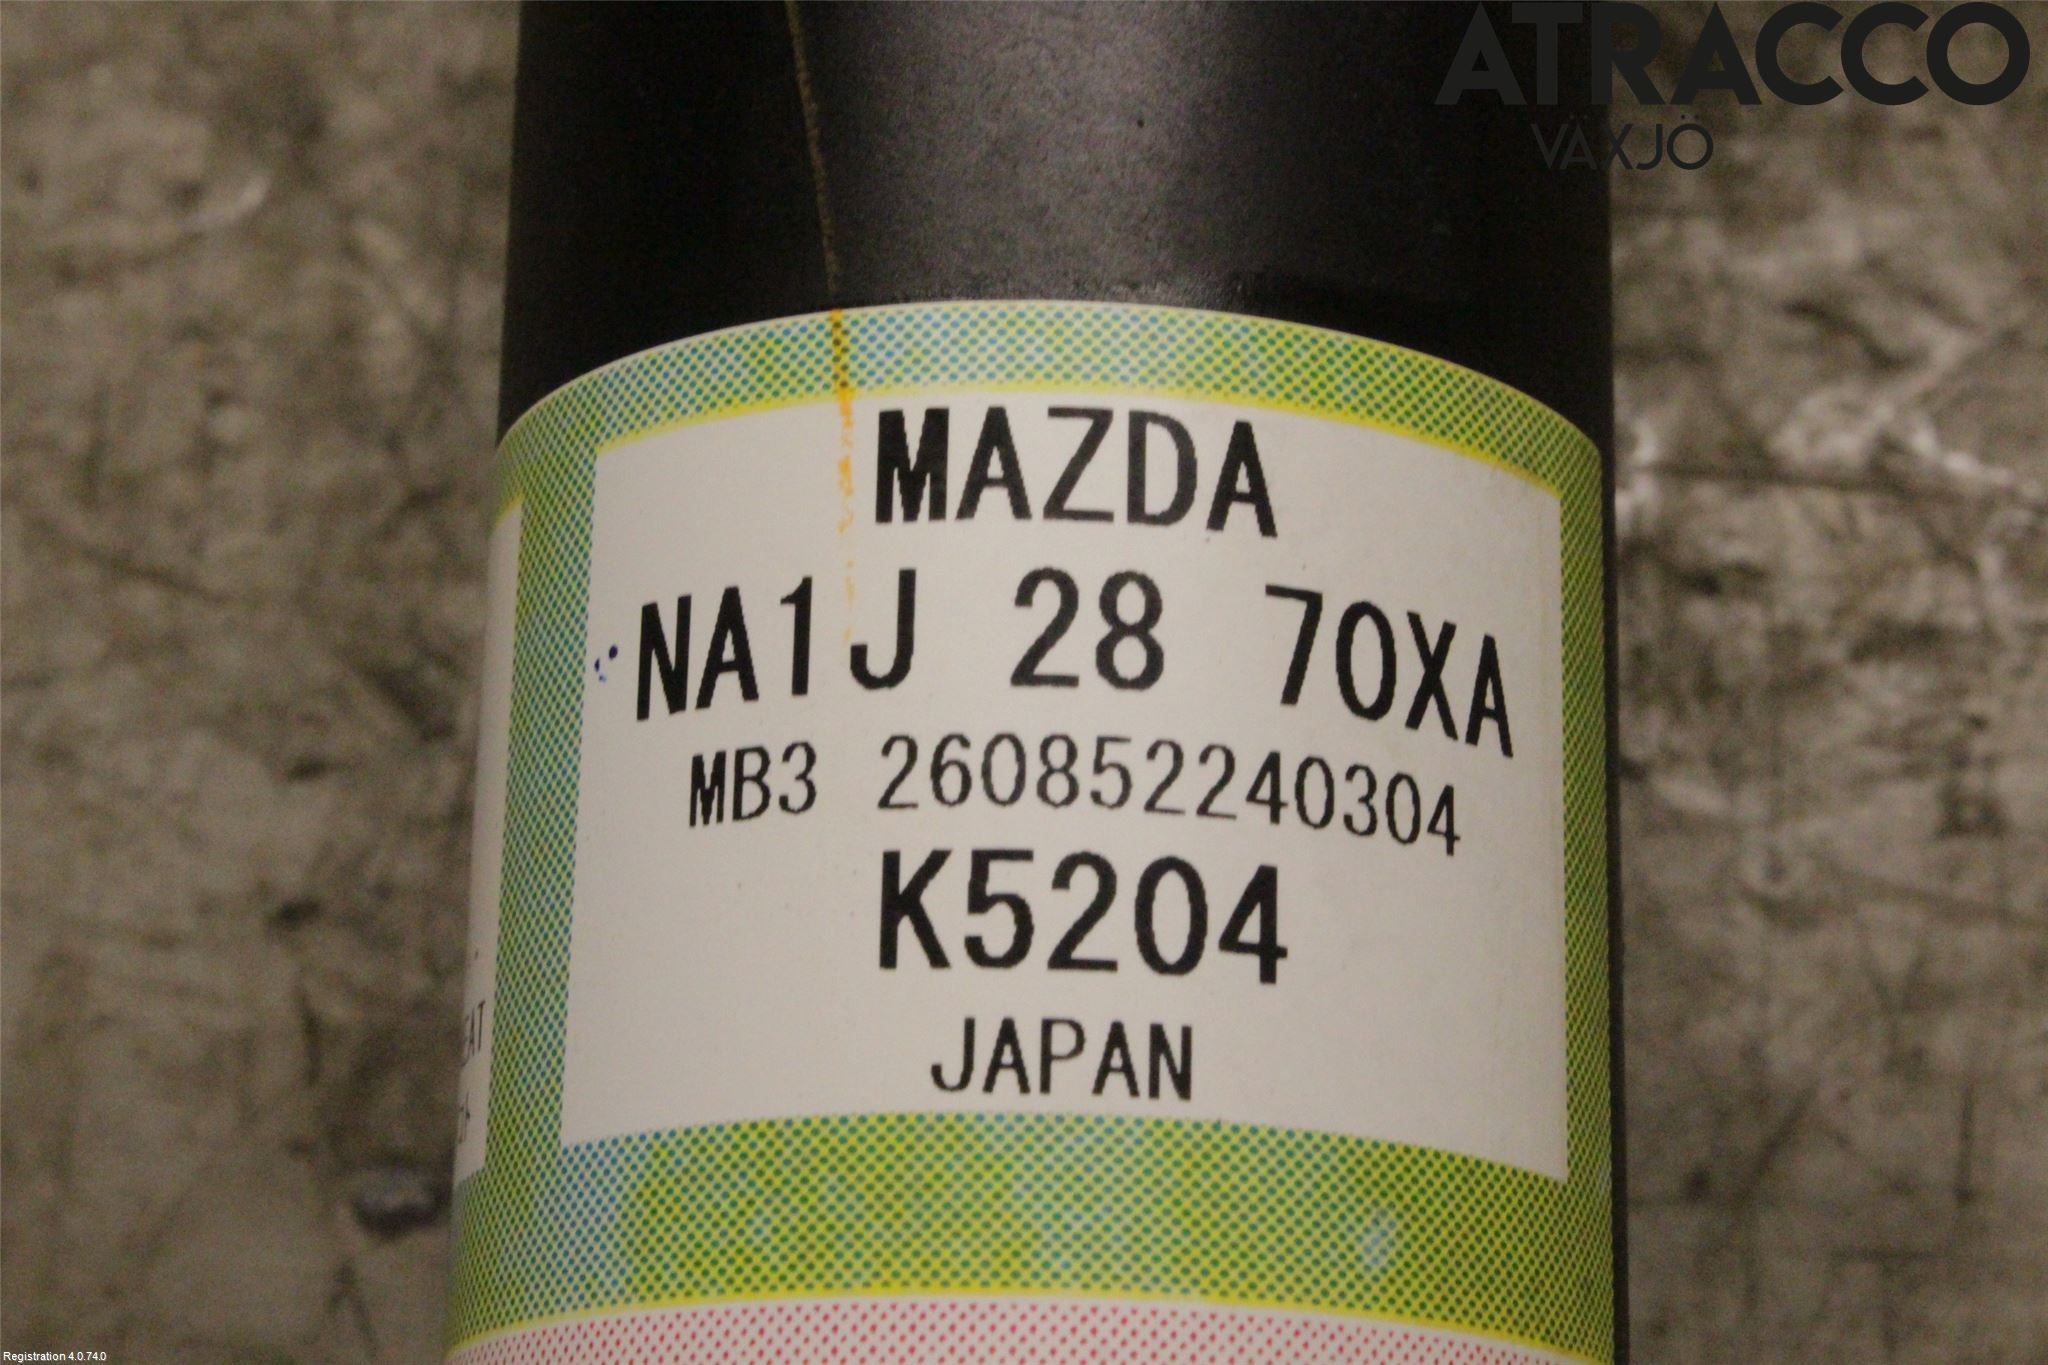 ATRACCO
VÄXJÖ
MAZDA
NA1J 28 70XA
MB3 260852240304
K5204
JAPAN
Registration 4.0.74.0